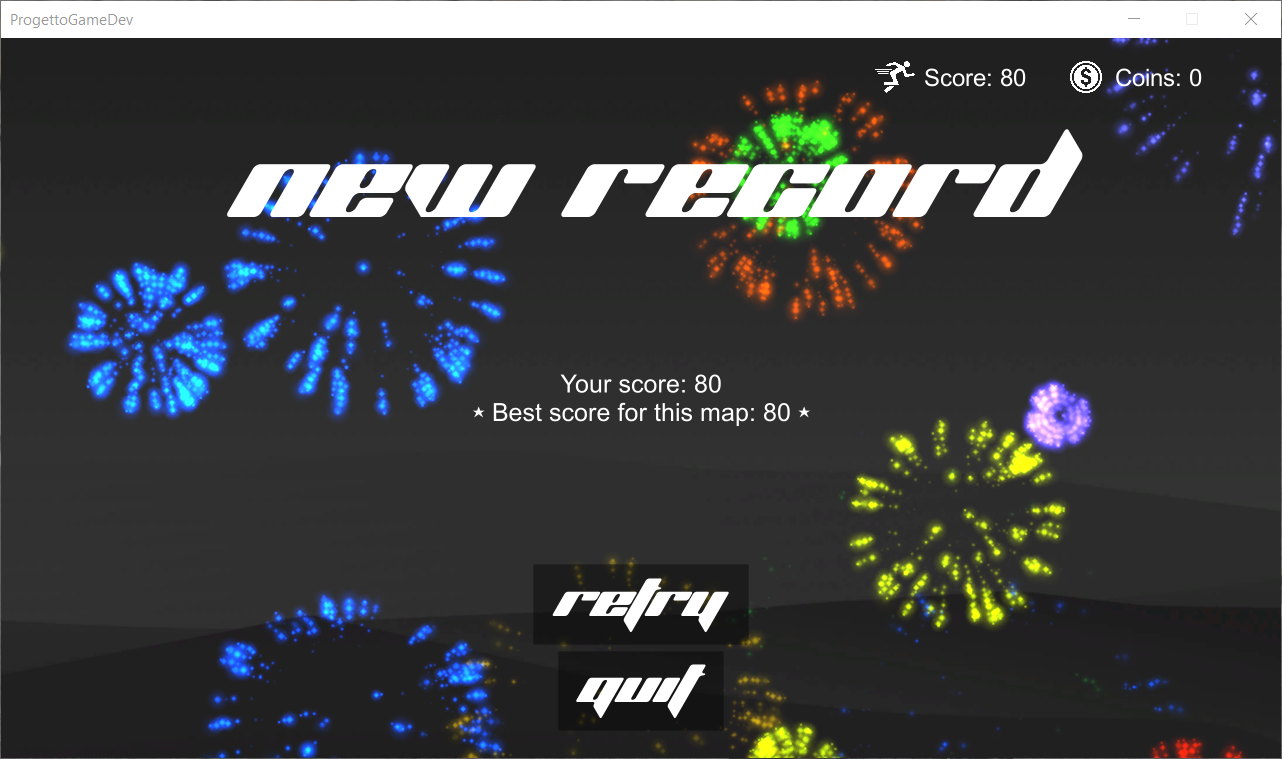 ProgettoGameDev
Score: 80
Coins: 0
new record
Your score: 80
★ Best score for this map: 80 ★
retry
quit